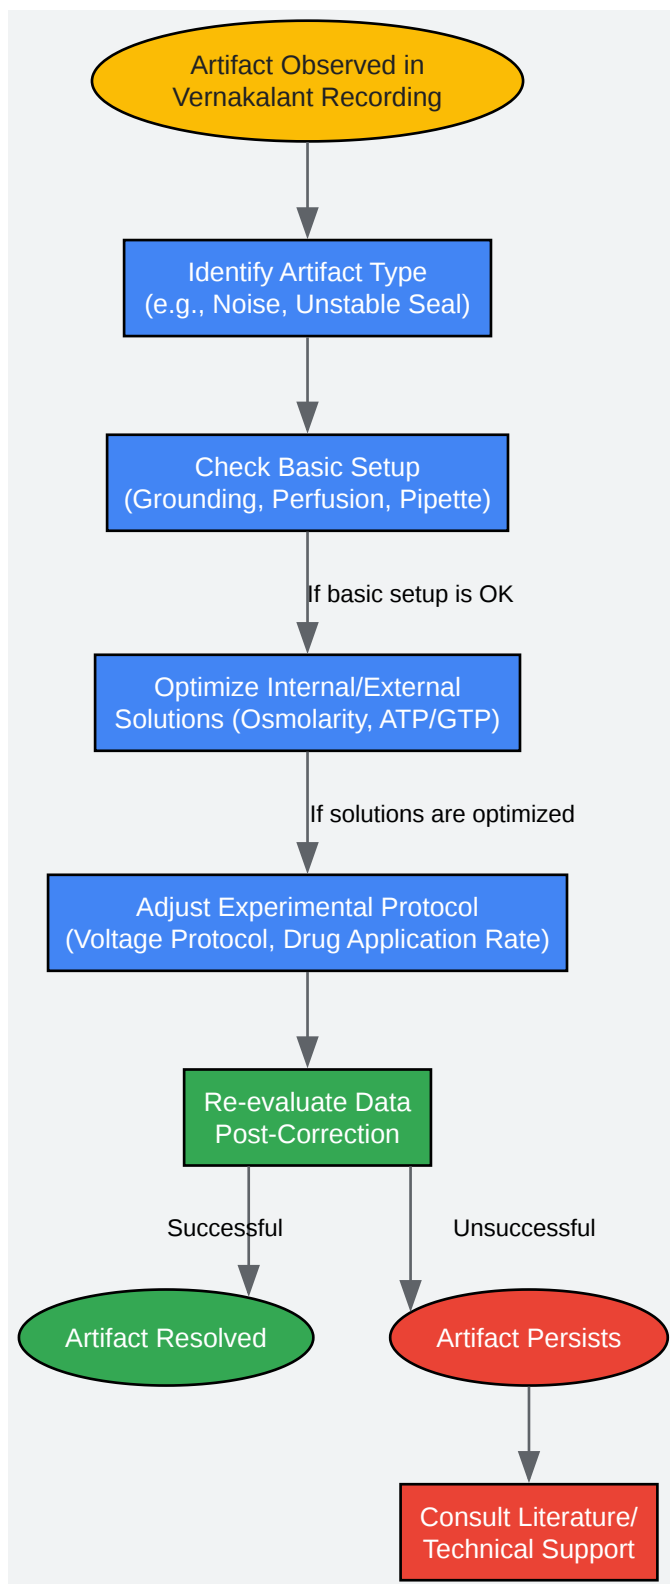 Artifact Observed in
Vernakalant Recording
Identify Artifact Type
(e.g., Noise, Unstable Seal)
Check Basic Setup
(Grounding, Perfusion, Pipette)
If basic setup is OK
Optimize Internal/External
Solutions (Osmolarity, ATP/GTP)
If solutions are optimized
Adjust Experimental Protocol
(Voltage Protocol, Drug Application Rate)
Re-evaluate Data
Post-Correction
Successful
Unsuccessful
Artifact Resolved
Artifact Persists
Consult Literature/
Technical Support